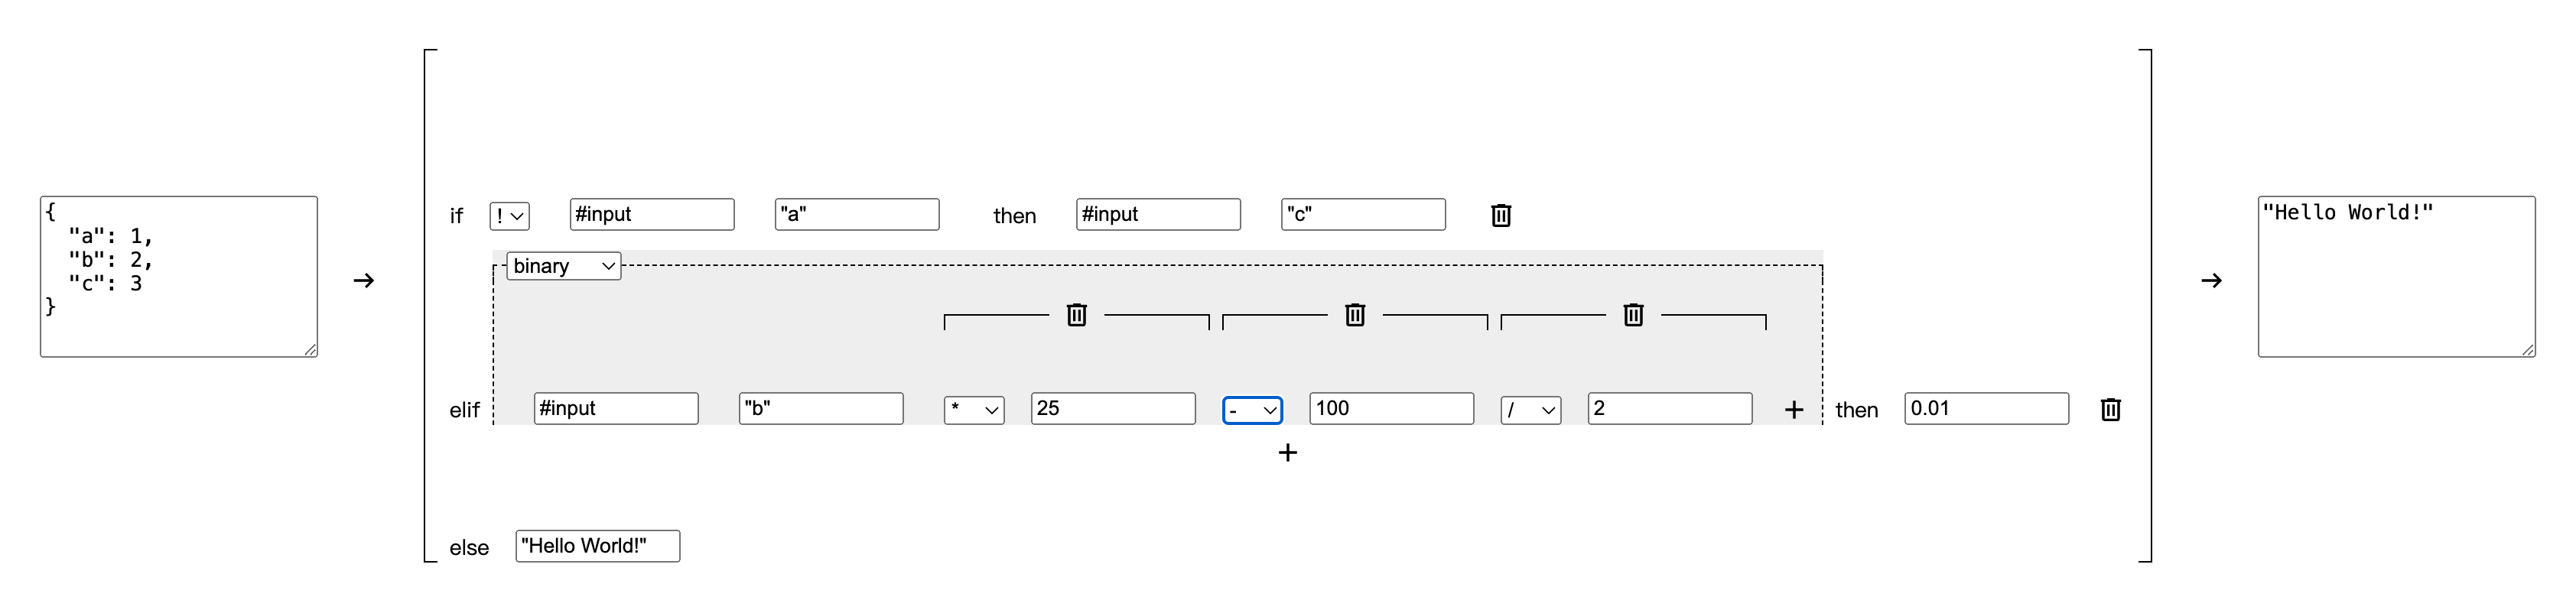 {
"a": 1,
"b": 2,
"c": 3
}
→
if ! #input "a" then #input "c"
binary
elif #input "b" * 25 - 100 / 2 + then 0.01
+
else "Hello World!"
→
"Hello World!"